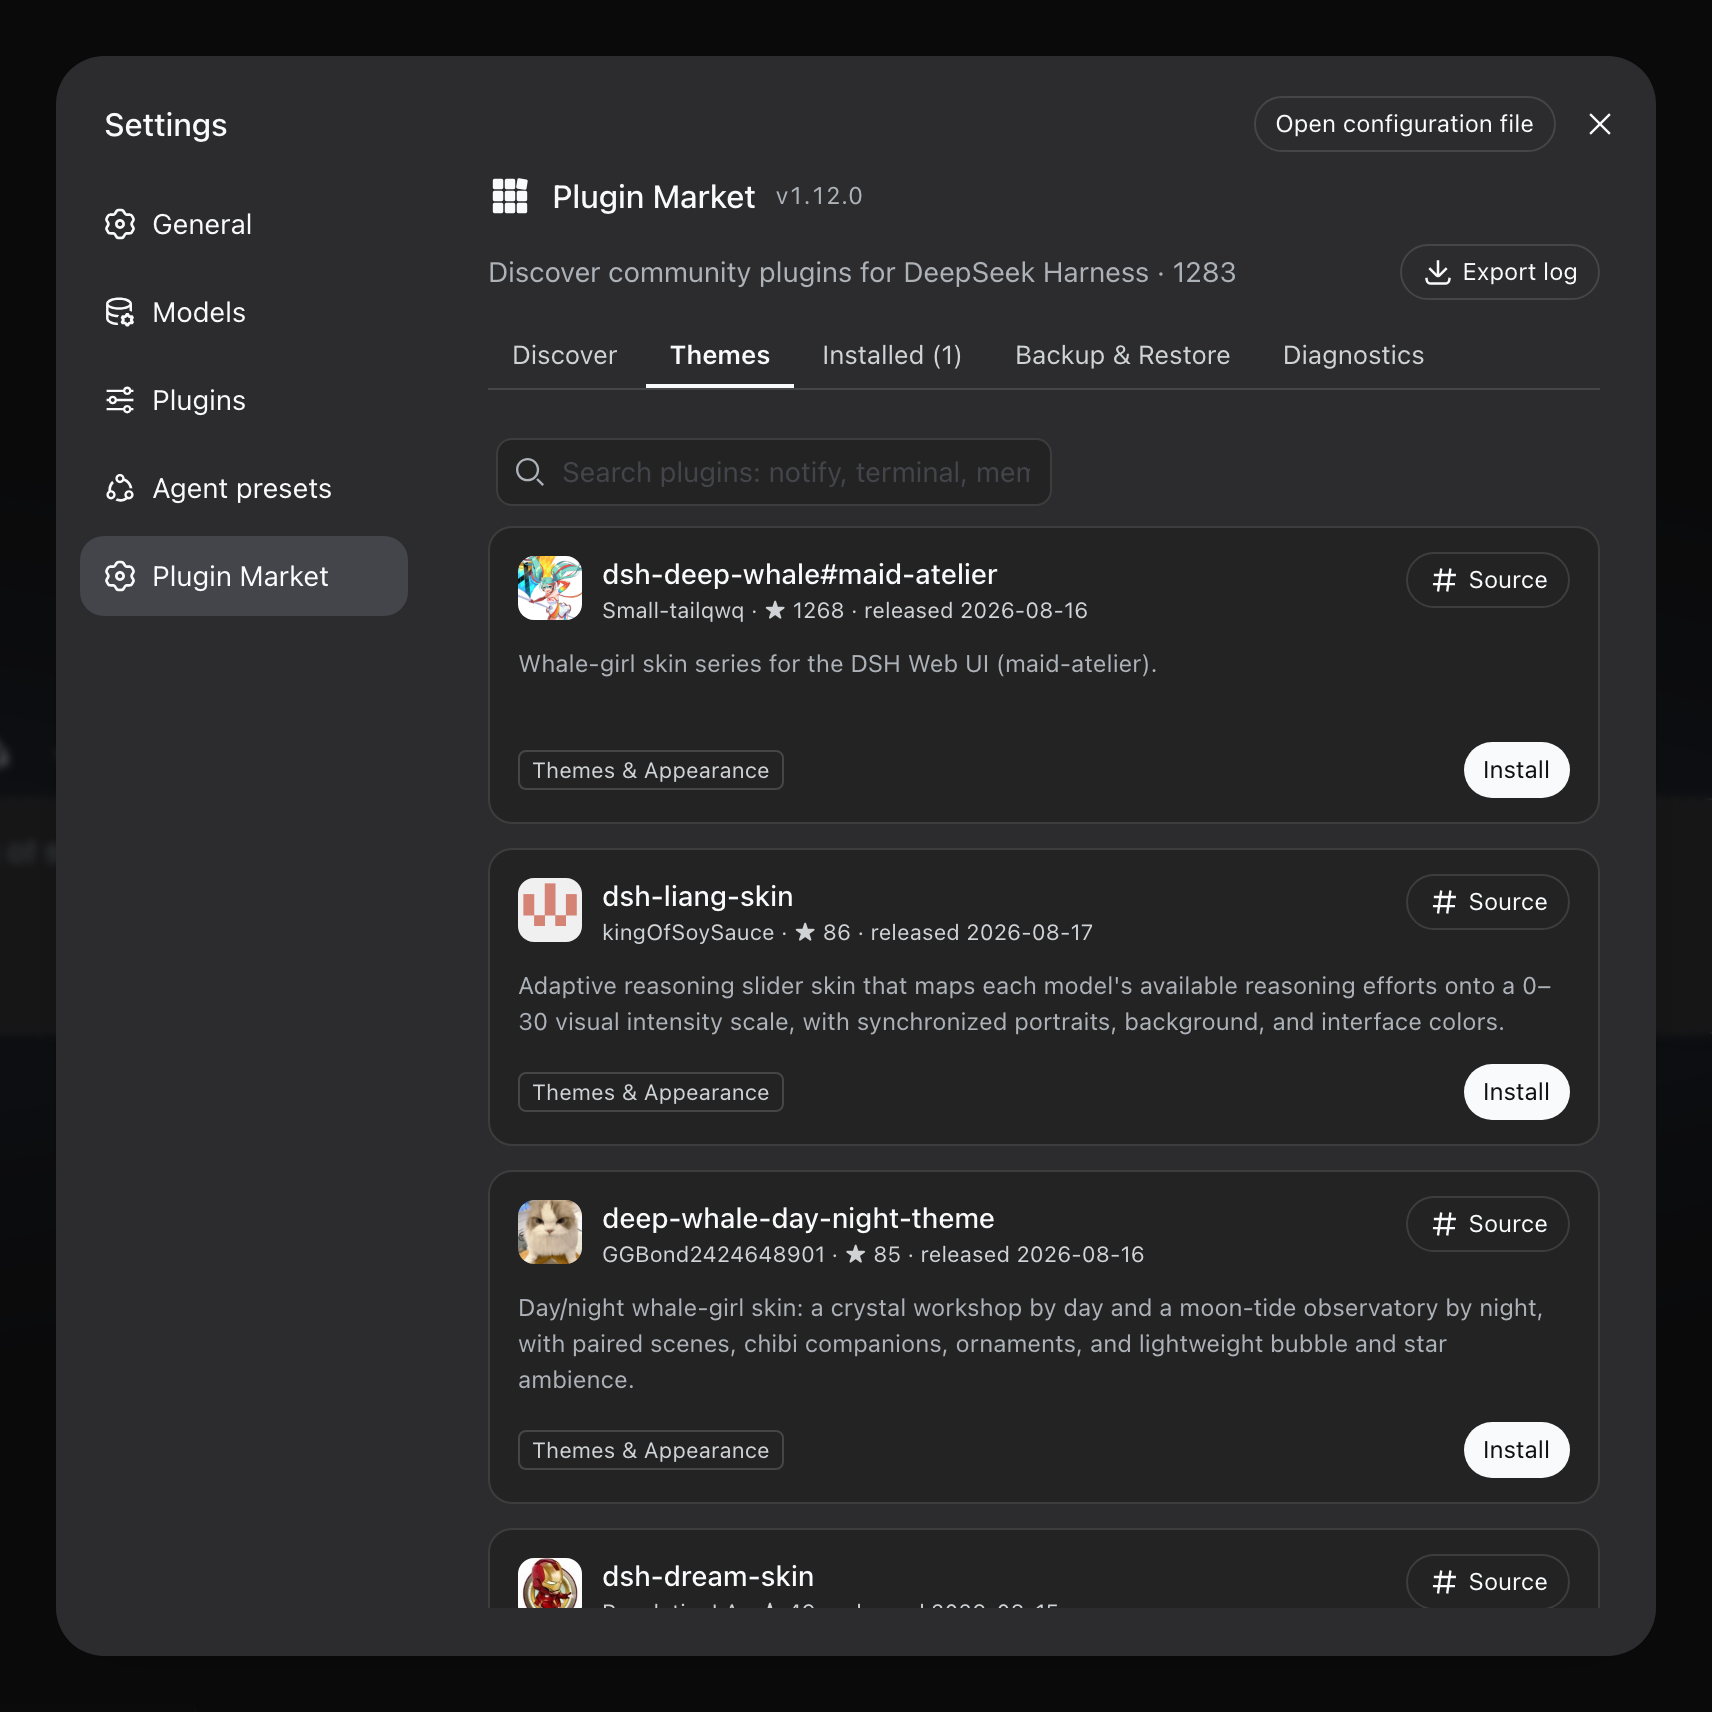 Settings
Open configuration file
General
Models
Plugins
Agent presets
Plugin Market
Plugin Market v1.12.0
Discover community plugins for DeepSeek Harness · 1283
Export log
Discover
Themes
Installed (1)
Backup & Restore
Diagnostics
Search plugins: notify, terminal, mem
dsh-deep-whale#maid-atelier
Source
Small-tailqwq · ★ 1268 · released 2026-08-16
Whale-girl skin series for the DSH Web UI (maid-atelier).
Themes & Appearance
Install
dsh-liang-skin
Source
kingOfSoySauce · ★ 86 · released 2026-08-17
Adaptive reasoning slider skin that maps each model's available reasoning efforts onto a 0–
30 visual intensity scale, with synchronized portraits, background, and interface colors.
Themes & Appearance
Install
deep-whale-day-night-theme
Source
GGBond2424648901 · ★ 85 · released 2026-08-16
Day/night whale-girl skin: a crystal workshop by day and a moon-tide observatory by night,
with paired scenes, chibi companions, ornaments, and lightweight bubble and star
ambience.
Themes & Appearance
Install
dsh-dream-skin
Source